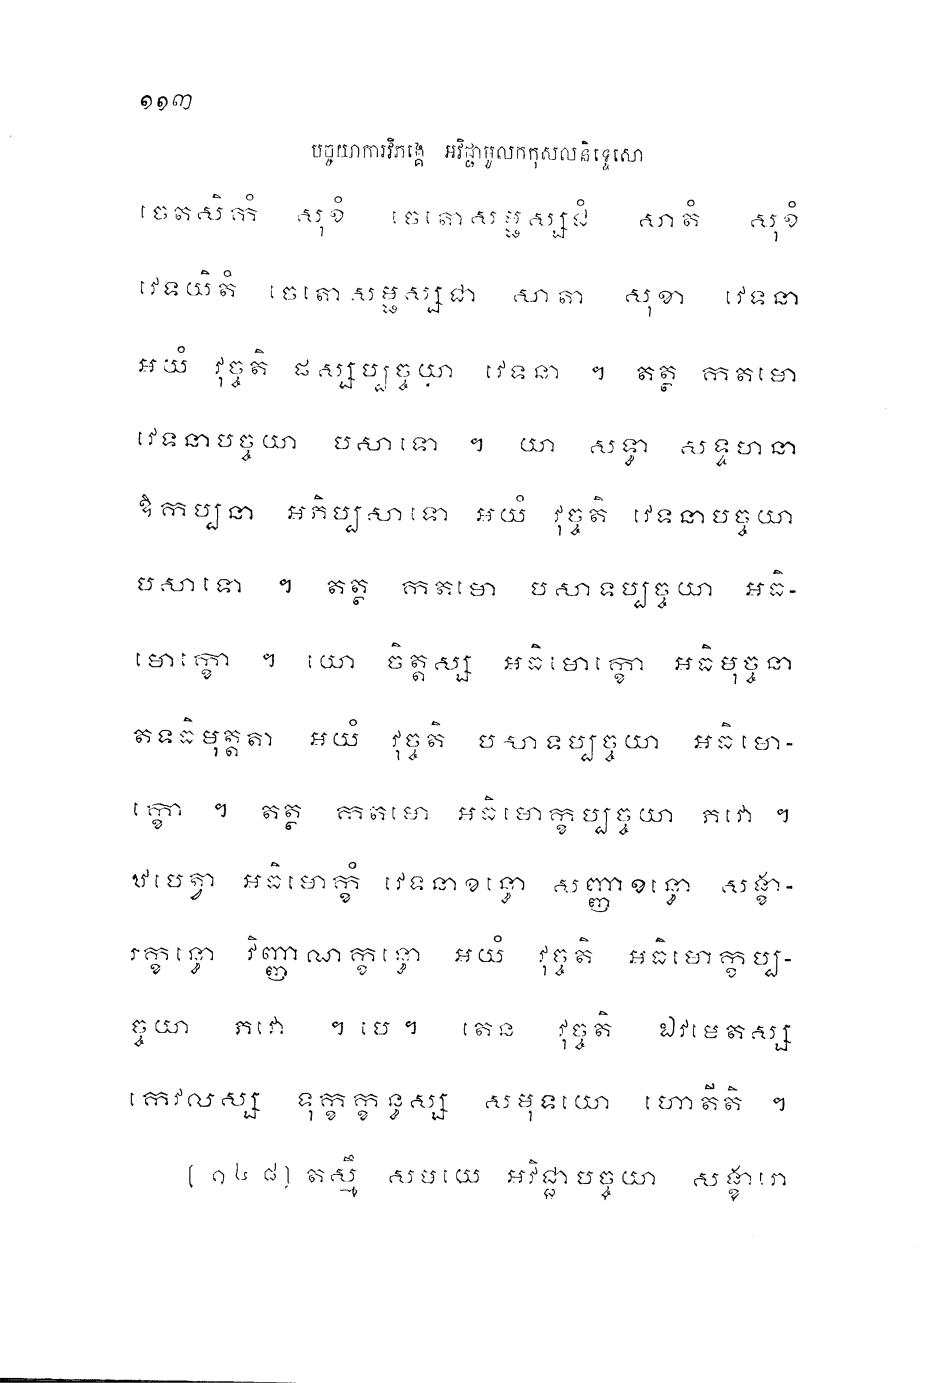 ១១៣
បច្ចយាការវិភង្គេ អវិជ្ជាមូលកកុសលនិទ្ទេសោ
ចេតសិកំ សុខំ ចេតោសម្ផស្សជំ សាតំ សុខំ
វេទយិតំ ចេតោសម្ផស្សជា សាតា សុខា វេទនា
អយំ វុច្ចតិ ផស្សប្បច្ចយា វេទនា ។ តត្ថ កតមោ
វេទនាបច្ចយា បសាទោ ។ យា សទ្ធា សទ្ទហនា
ឱកប្បនា អភិប្បសាទោ អយំ វុច្ចតិ វេទនាបច្ចយា
បសាទោ ។ តត្ថ កតមោ បសាទប្បច្ចយា អធិ-
មោក្ខោ ។ យោ ចិត្តស្ស អធិមោក្ខោ អធិមុច្ចនា
តទធិមុត្តតា អយំ វុច្ចតិ បសាទប្បច្ចយា អធិមោ-
ក្ខោ ។ តត្ថ កតមោ អធិមោក្ខប្បច្ចយា ភវោ ។
ឋបេត្វា អធិមោក្ខំ វេទនាខន្ធោ សញ្ញាខន្ធោ សង្ខា-
រក្ខន្ធោ វិញ្ញាណក្ខន្ធោ អយំ វុច្ចតិ អធិមោក្ខប្ប-
ច្ចយា ភវោ ។ បេ ។ តេន វុច្ចតិ ឯវមេតស្ស
កេវលស្ស ទុក្ខក្ខន្ធស្ស សមុទយោ ហោតីតិ ។
[១៤៨] តស្មឹ សមយេ អវិជ្ជាបច្ចយា សង្ខារោ